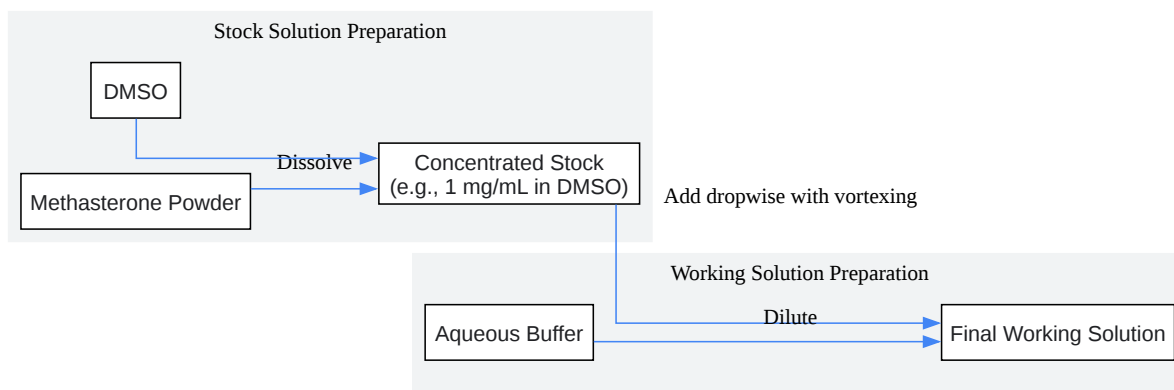 Stock Solution Preparation
DMSO
Dissolve
Methasterone Powder
Concentrated Stock
(e.g., 1 mg/mL in DMSO)
Add dropwise with vortexing
Working Solution Preparation
Aqueous Buffer
Dilute
Final Working Solution